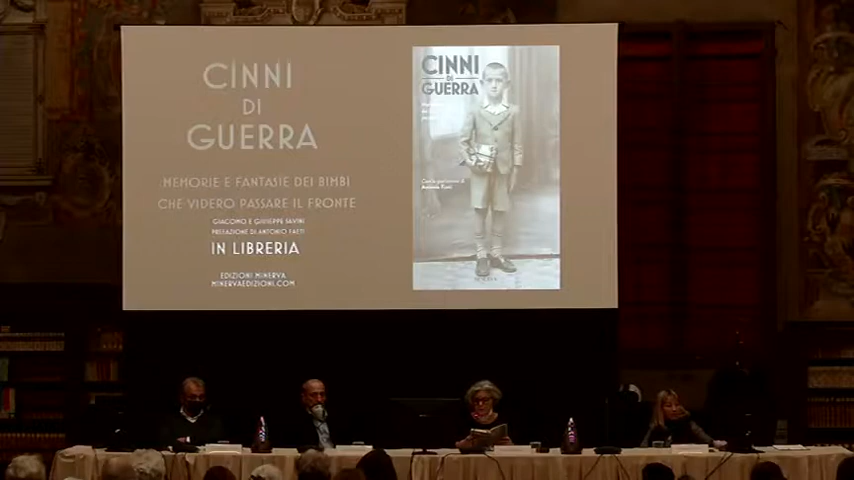 CINNI
DI
GUERRA
MEMORIE E FANTASIE DEI BIMBI
CHE VIDERO PASSARE IL FRONTE
GIACOMO E GIUSEPPE SAVINI
PREFAZIONE DI ANTONIO FAETI
IN LIBRERIA
EDIZIONI MINERVA
MINERVAEDIZIONI.COM
CINNI
DI
GUERRA